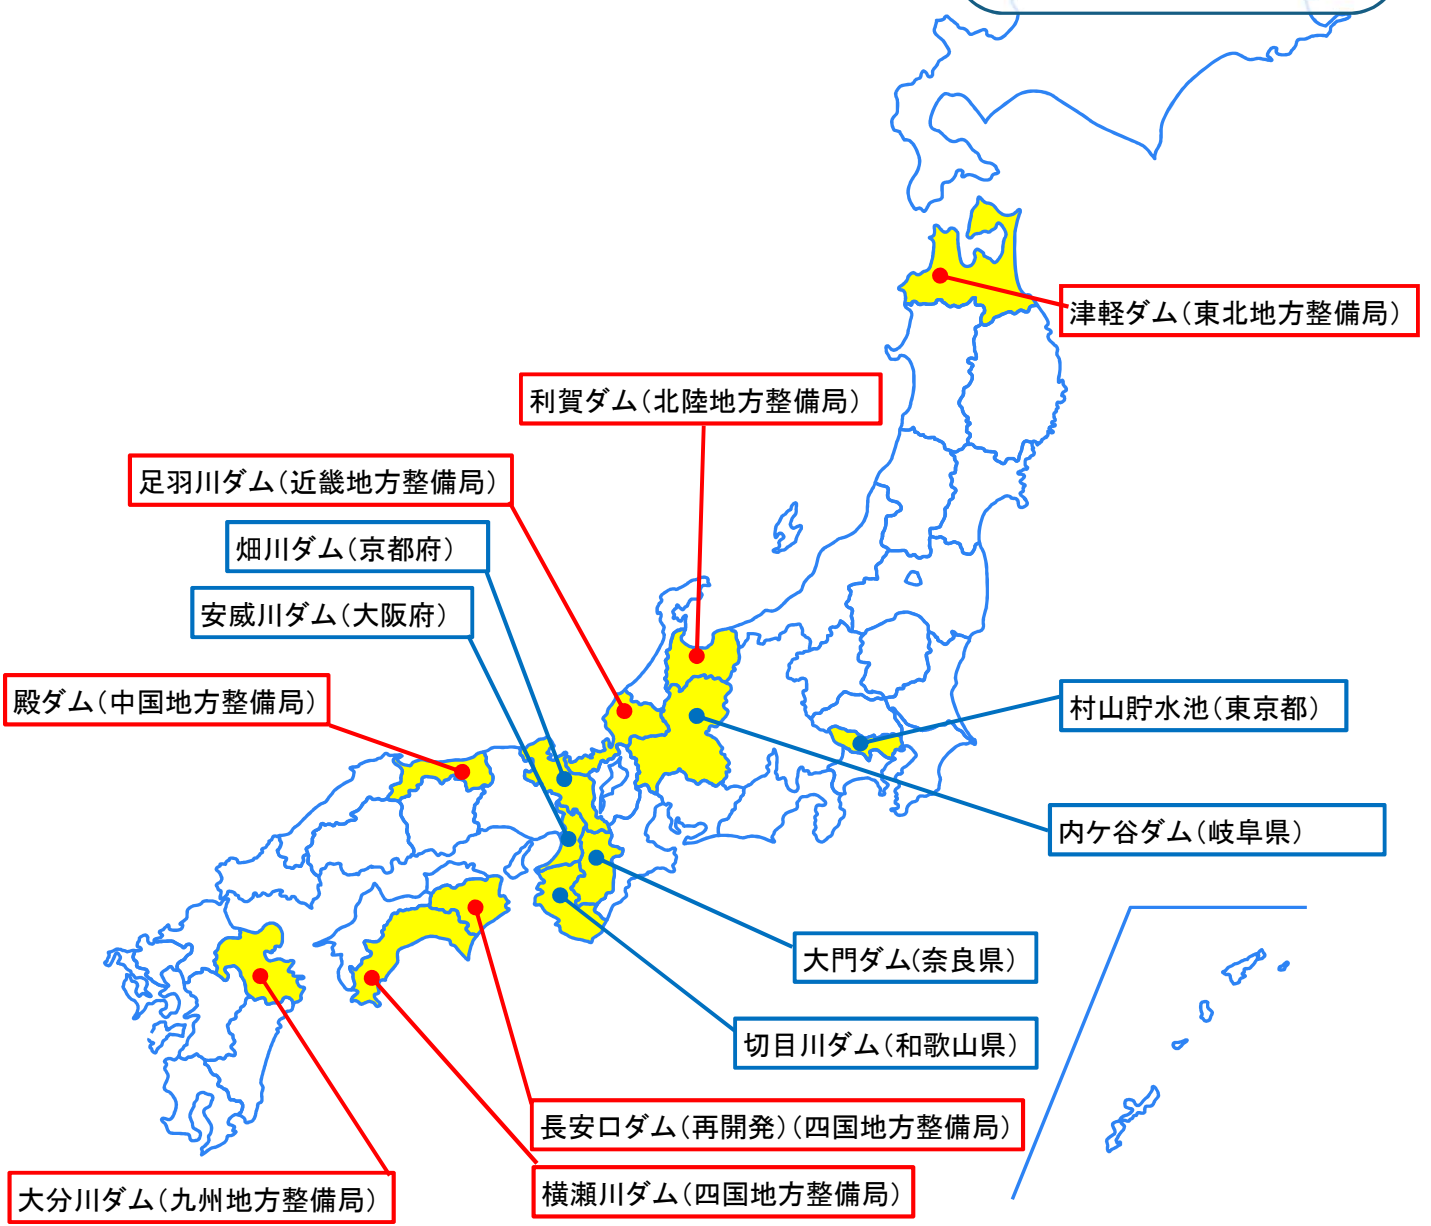 津軽ダム（東北地方整備局）
利賀ダム（北陸地方整備局）
足羽川ダム（近畿地方整備局）
畑川ダム（京都府）
安威川ダム（大阪府）
殿ダム（中国地方整備局）
村山貯水池（東京都）
内ケ谷ダム（岐阜県）
大門ダム(奈良県）
切目川ダム（和歌山県）
長安口ダム（再開発）（四国地方整備局）
横瀬川ダム（四国地方整備局）
大分川ダム（九州地方整備局）